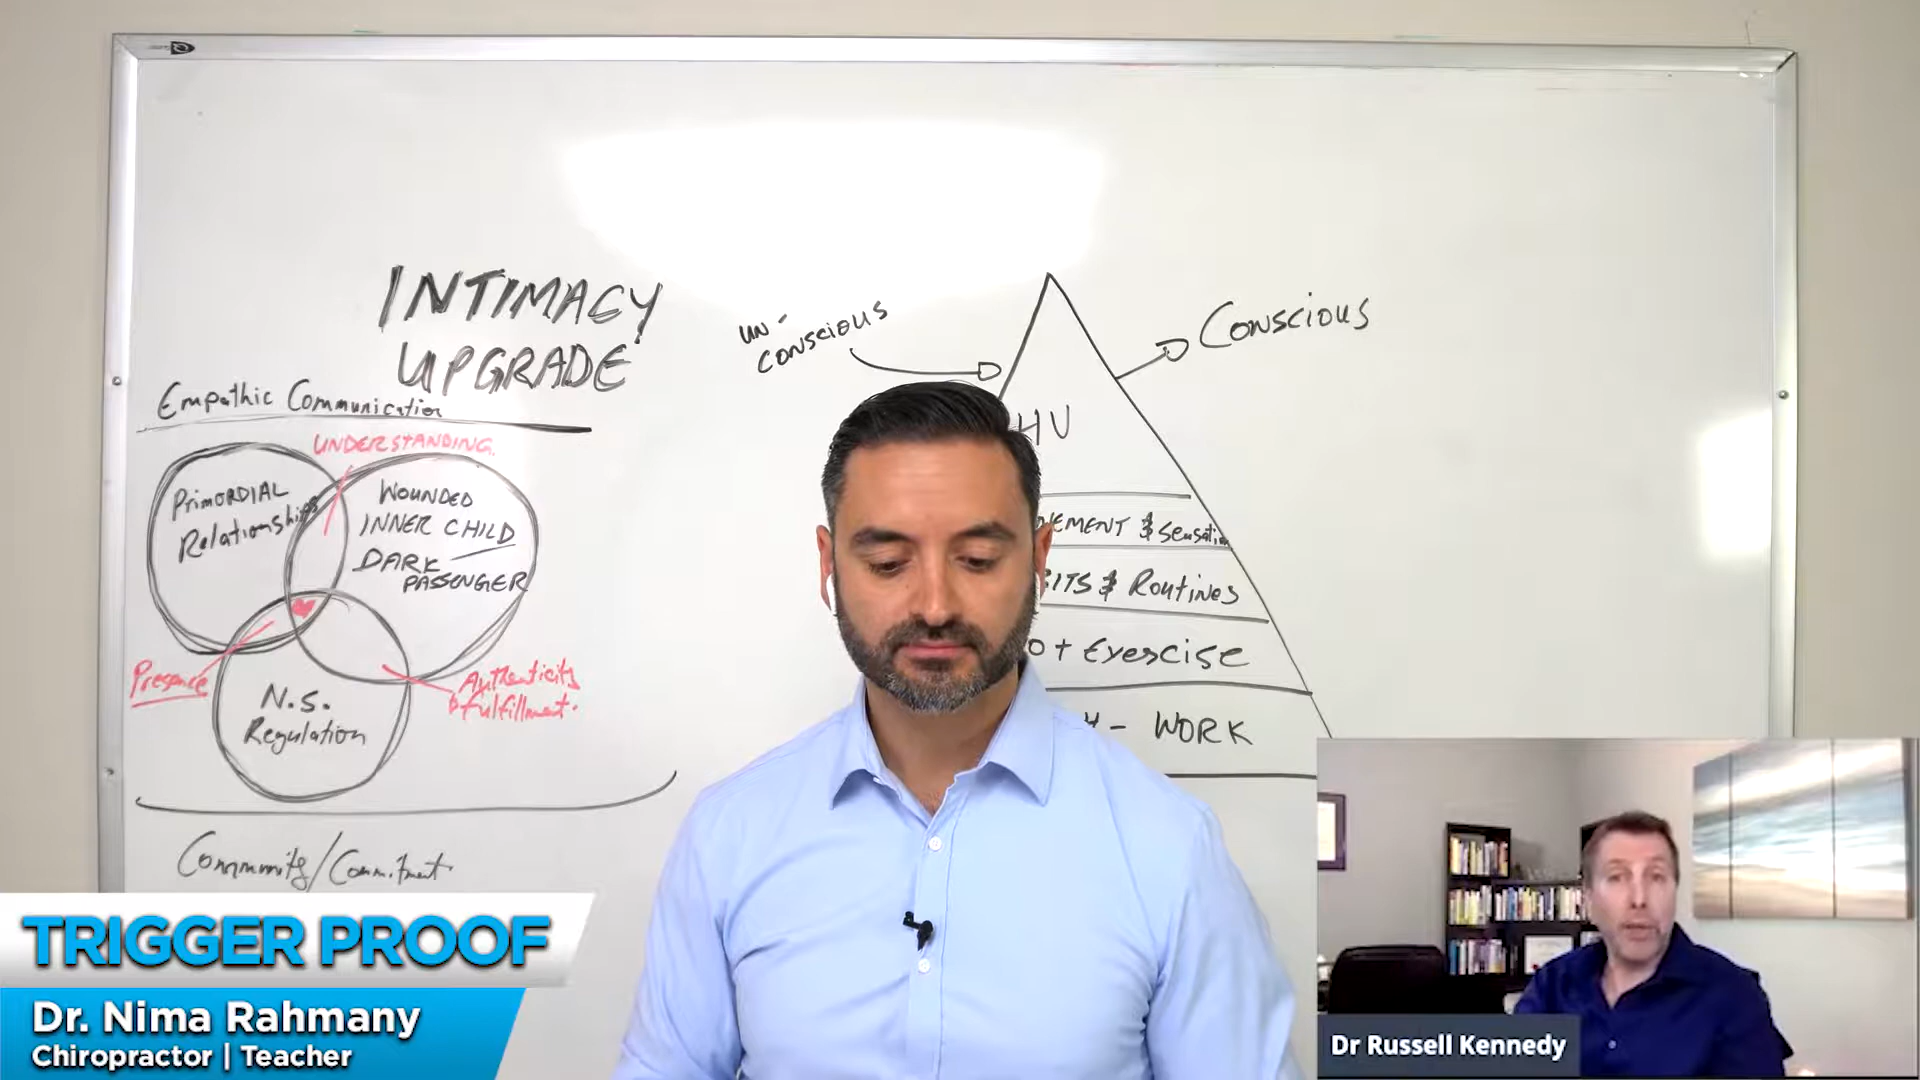 INTIMACY
UPGRADE
Empathic Communication
UNDERSTANDING
PRIMORDIAL
Relationships
WOUNDED
INNER CHILD
DARK
PASSENGER
Presence
Authenticity
& fulfillment.
N.S.
Regulation
Community/Commitment
UN-
CONSCIOUS
CONSCIOUS
HU
EMENT & Sensation
ITS & Routines
+ Exercise
- WORK
TRIGGER PROOF
Dr. Nima Rahmany
Chiropractor | Teacher
Dr Russell Kennedy